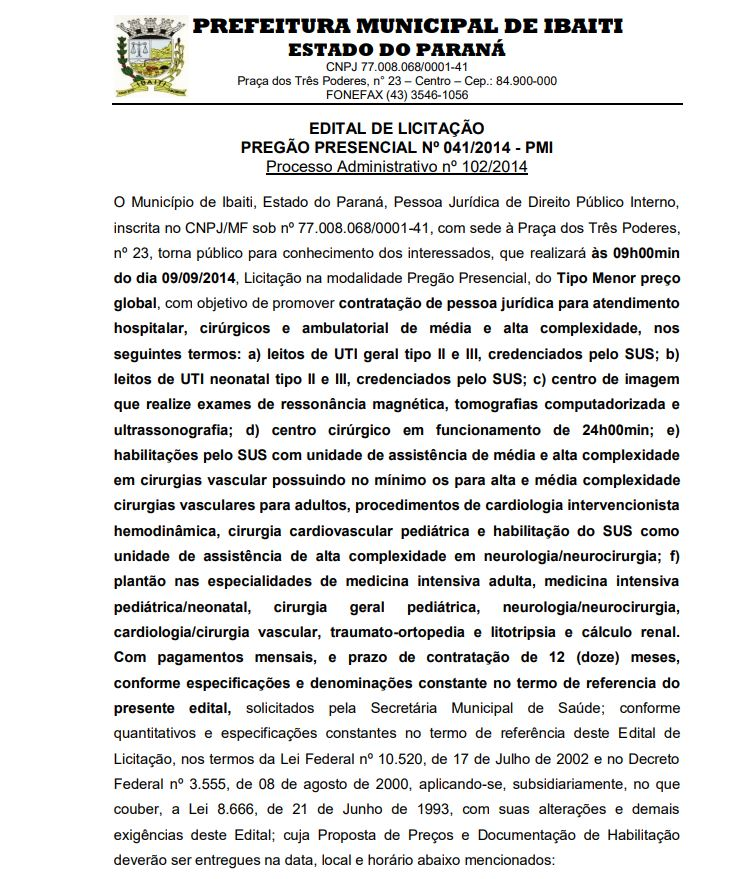 PREFEITURA MUNICIPAL DE IBAITI
ESTADO DO PARANÁ
CNPJ 77.008.068/0001-41
Praça dos Três Poderes, n° 23 – Centro – Cep.: 84.900-000
FONEFAX (43) 3546-1056
IBAITI
EDITAL DE LICITAÇÃO
PREGÃO PRESENCIAL Nº 041/2014 - PMI
Processo Administrativo nº 102/2014
O Município de Ibaiti, Estado do Paraná, Pessoa Jurídica de Direito Público Interno,
inscrita no CNPJ/MF sob nº 77.008.068/0001-41, com sede à Praça dos Três Poderes,
nº 23, torna público para conhecimento dos interessados, que realizará às 09h00min
do dia 09/09/2014, Licitação na modalidade Pregão Presencial, do Tipo Menor preço
global, com objetivo de promover contratação de pessoa jurídica para atendimento
hospitalar, cirúrgicos e ambulatorial de média e alta complexidade, nos
seguintes termos: a) leitos de UTI geral tipo II e III, credenciados pelo SUS; b)
leitos de UTI neonatal tipo II e III, credenciados pelo SUS; c) centro de imagem
que realize exames de ressonância magnética, tomografias computadorizada e
ultrassonografia; d) centro cirúrgico em funcionamento de 24h00min; e)
habilitações pelo SUS com unidade de assistência de média e alta complexidade
em cirurgias vascular possuindo no mínimo os para alta e média complexidade
cirurgias vasculares para adultos, procedimentos de cardiologia intervencionista
hemodinâmica, cirurgia cardiovascular pediátrica e habilitação do SUS como
unidade de assistência de alta complexidade em neurologia/neurocirurgia; f)
plantão nas especialidades de medicina intensiva adulta, medicina intensiva
pediátrica/neonatal, cirurgia geral pediátrica, neurologia/neurocirurgia,
cardiologia/cirurgia vascular, traumato-ortopedia e litotripsia e cálculo renal.
Com pagamentos mensais, e prazo de contratação de 12 (doze) meses,
conforme especificações e denominações constante no termo de referencia do
presente edital, solicitados pela Secretária Municipal de Saúde; conforme
quantitativos e especificações constantes no termo de referência deste Edital de
Licitação, nos termos da Lei Federal nº 10.520, de 17 de Julho de 2002 e no Decreto
Federal nº 3.555, de 08 de agosto de 2000, aplicando-se, subsidiariamente, no que
couber, a Lei 8.666, de 21 de Junho de 1993, com suas alterações e demais
exigências deste Edital; cuja Proposta de Preços e Documentação de Habilitação
deverão ser entregues na data, local e horário abaixo mencionados: